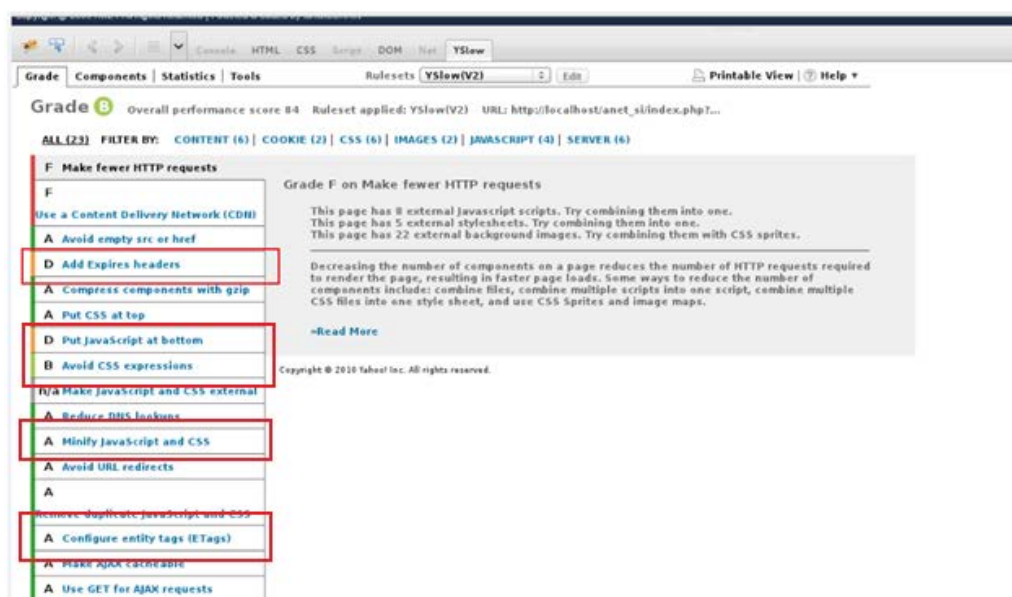 Console HTML CSS Script DOM Net YSlow
Grade Components | Statistics | Tools Rulesets YSlow(V2) Edit Printable View | ? Help
Grade B Overall performance score 84 Ruleset applied: YSlow(V2) URL: http://localhost/anet_si/index.php?...
ALL (23) FILTER BY: CONTENT (6) | COOKIE (2) | CSS (6) | IMAGES (2) | JAVASCRIPT (4) | SERVER (6)
F Make fewer HTTP requests
F
Use a Content Delivery Network (CDN)
A Avoid empty src or href
D Add Expires headers
A Compress components with gzip
A Put CSS at top
D Put JavaScript at bottom
B Avoid CSS expressions
n/a Make JavaScript and CSS external
A Reduce DNS lookups
A Minify JavaScript and CSS
A Avoid URL redirects
A
Remove duplicate JavaScript and CSS
A Configure entity tags (ETags)
A Make AJAX cacheable
A Use GET for AJAX requests
Grade F on Make fewer HTTP requests
This page has 8 external Javascript scripts. Try combining them into one.
This page has 5 external stylesheets. Try combining them into one.
This page has 22 external background images. Try combining them with CSS sprites.
Decreasing the number of components on a page reduces the number of HTTP requests required
to render the page, resulting in faster page loads. Some ways to reduce the number of
components include: combine files, combine multiple scripts into one script, combine multiple
CSS files into one style sheet, and use CSS Sprites and image maps.
»Read More
Copyright © 2010 Yahoo! Inc. All rights reserved.